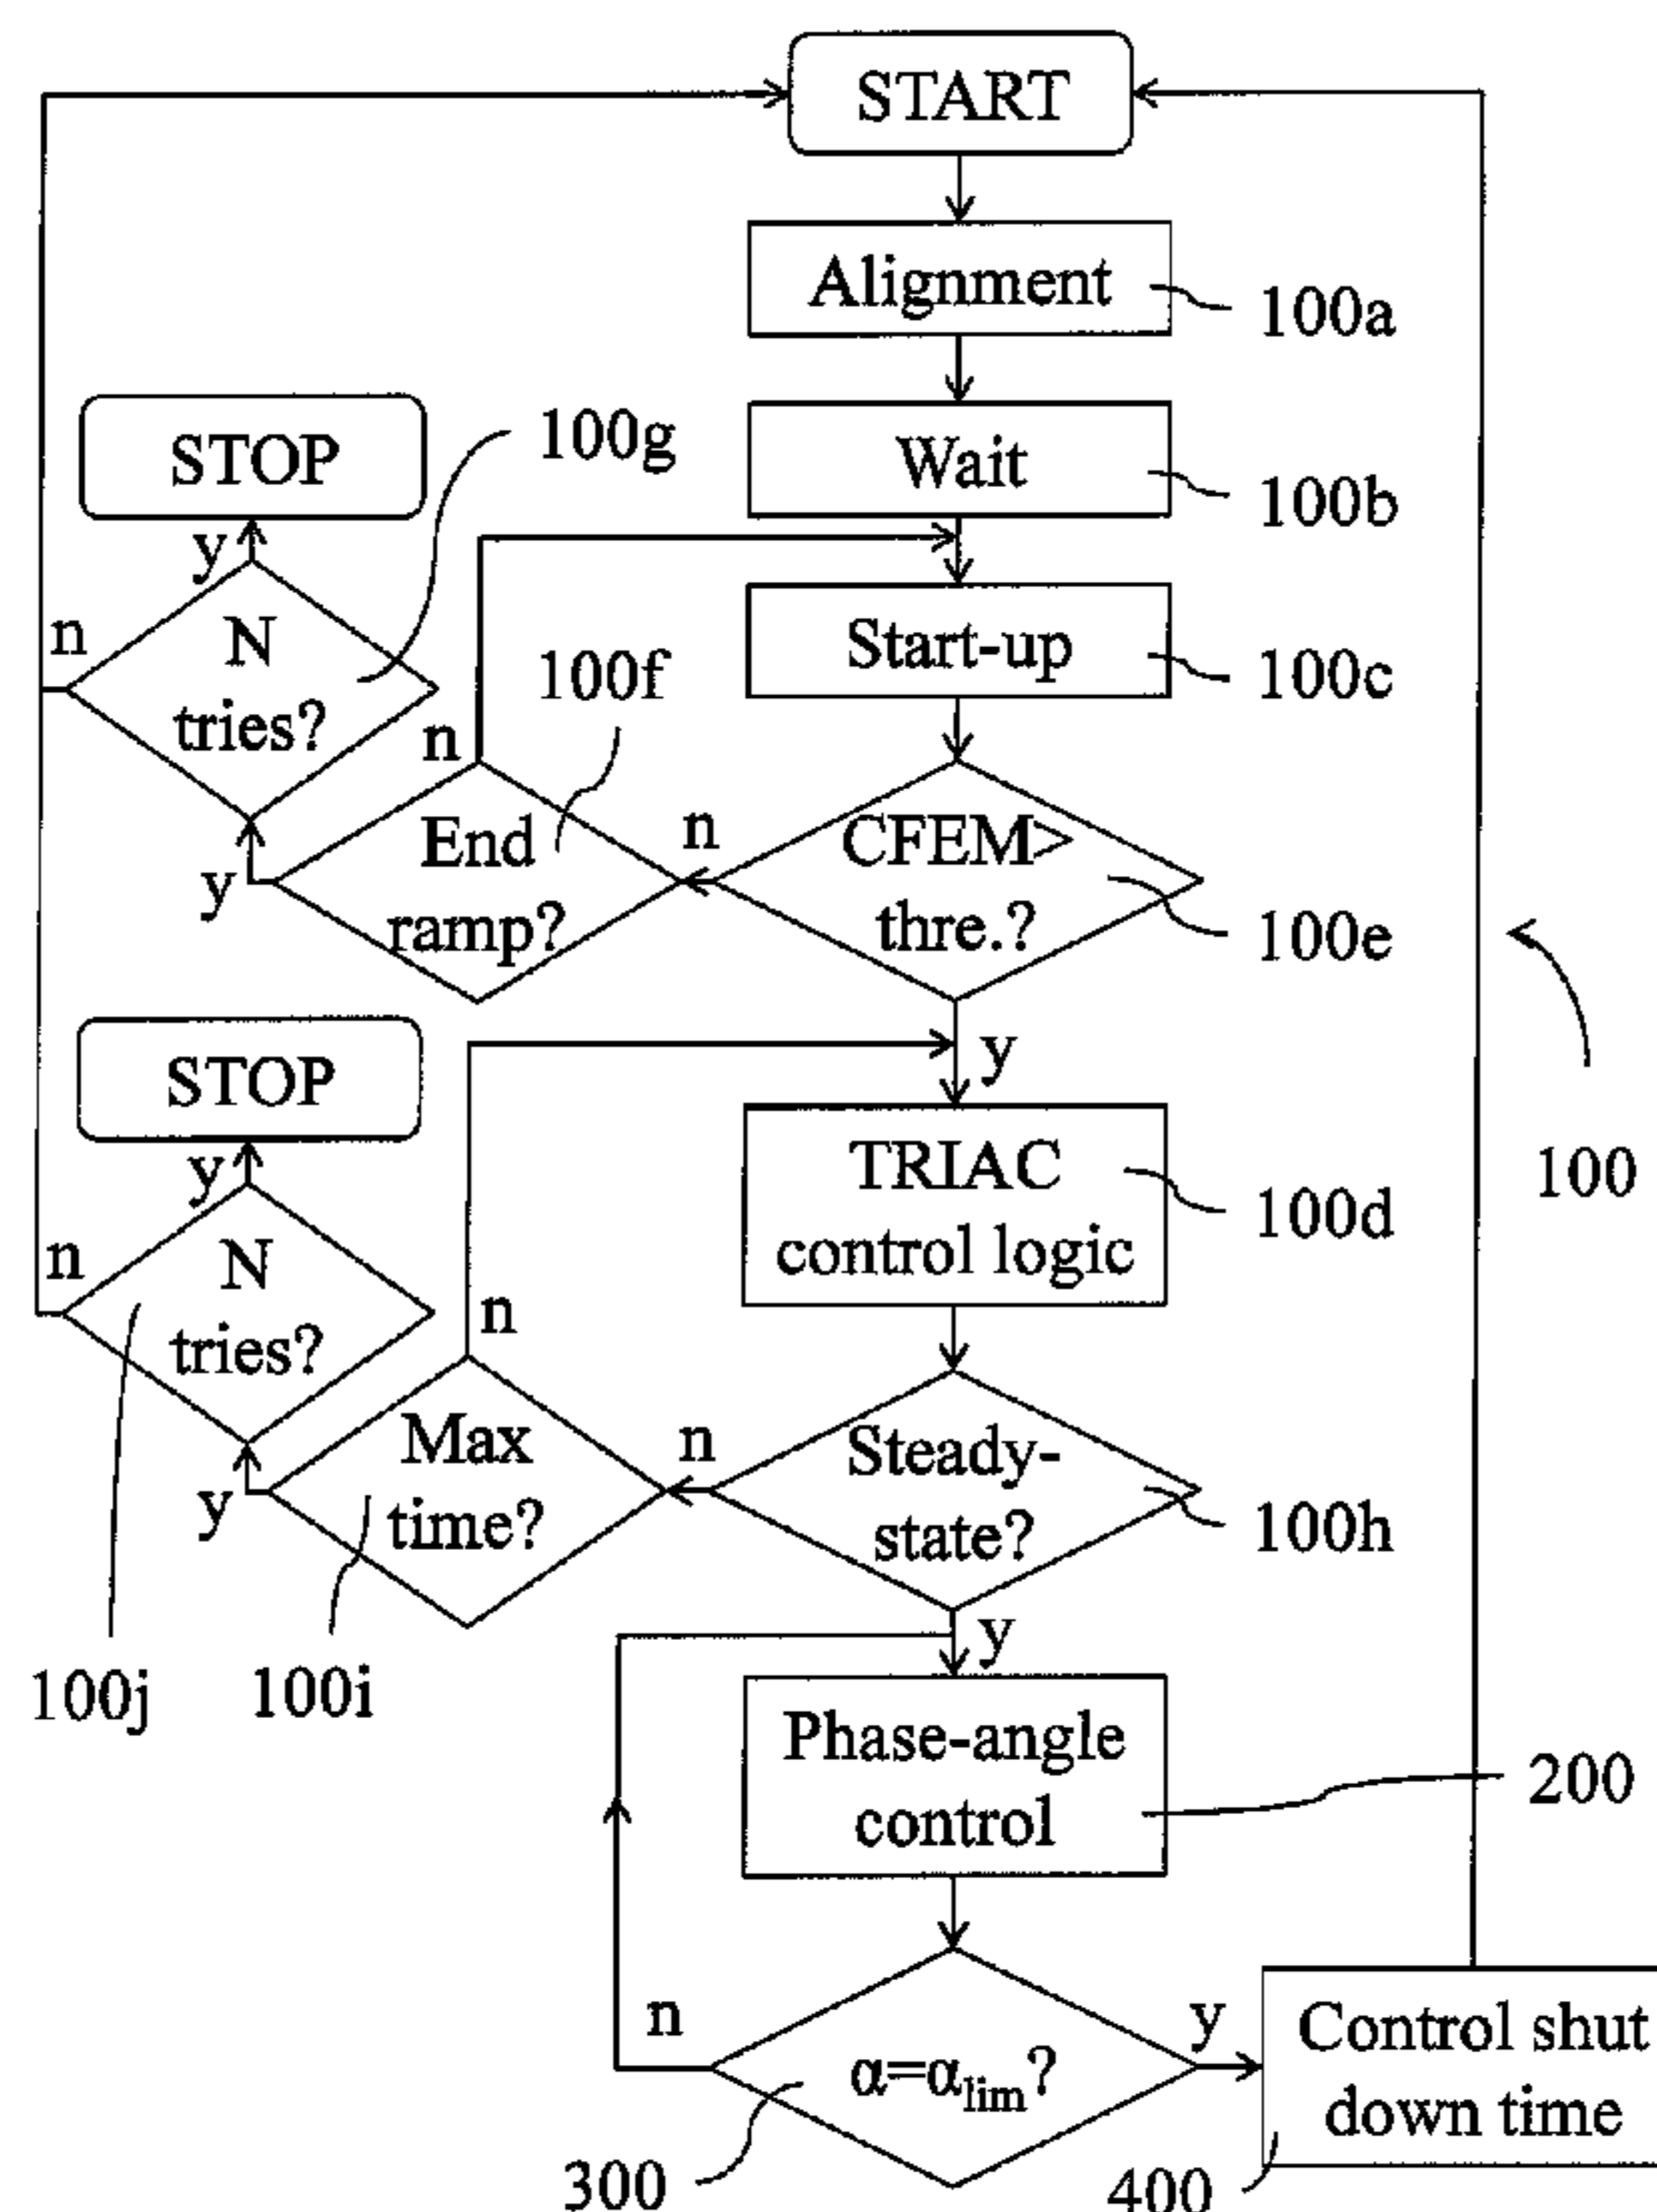 START
Alignment
100a
STOP
100g
Wait
100b
y
n
N
tries?
100f
Start-up
100c
n
y
End
ramp?
n
CFEM>
thre.?
100e
STOP
y
100
y
TRIAC
control logic
100d
n
N
tries?
n
y
Max
time?
n
Steady-
state?
100h
100j
100i
y
Phase-angle
control
200
n
α=αlim?
y
Control shut
down time
300
400